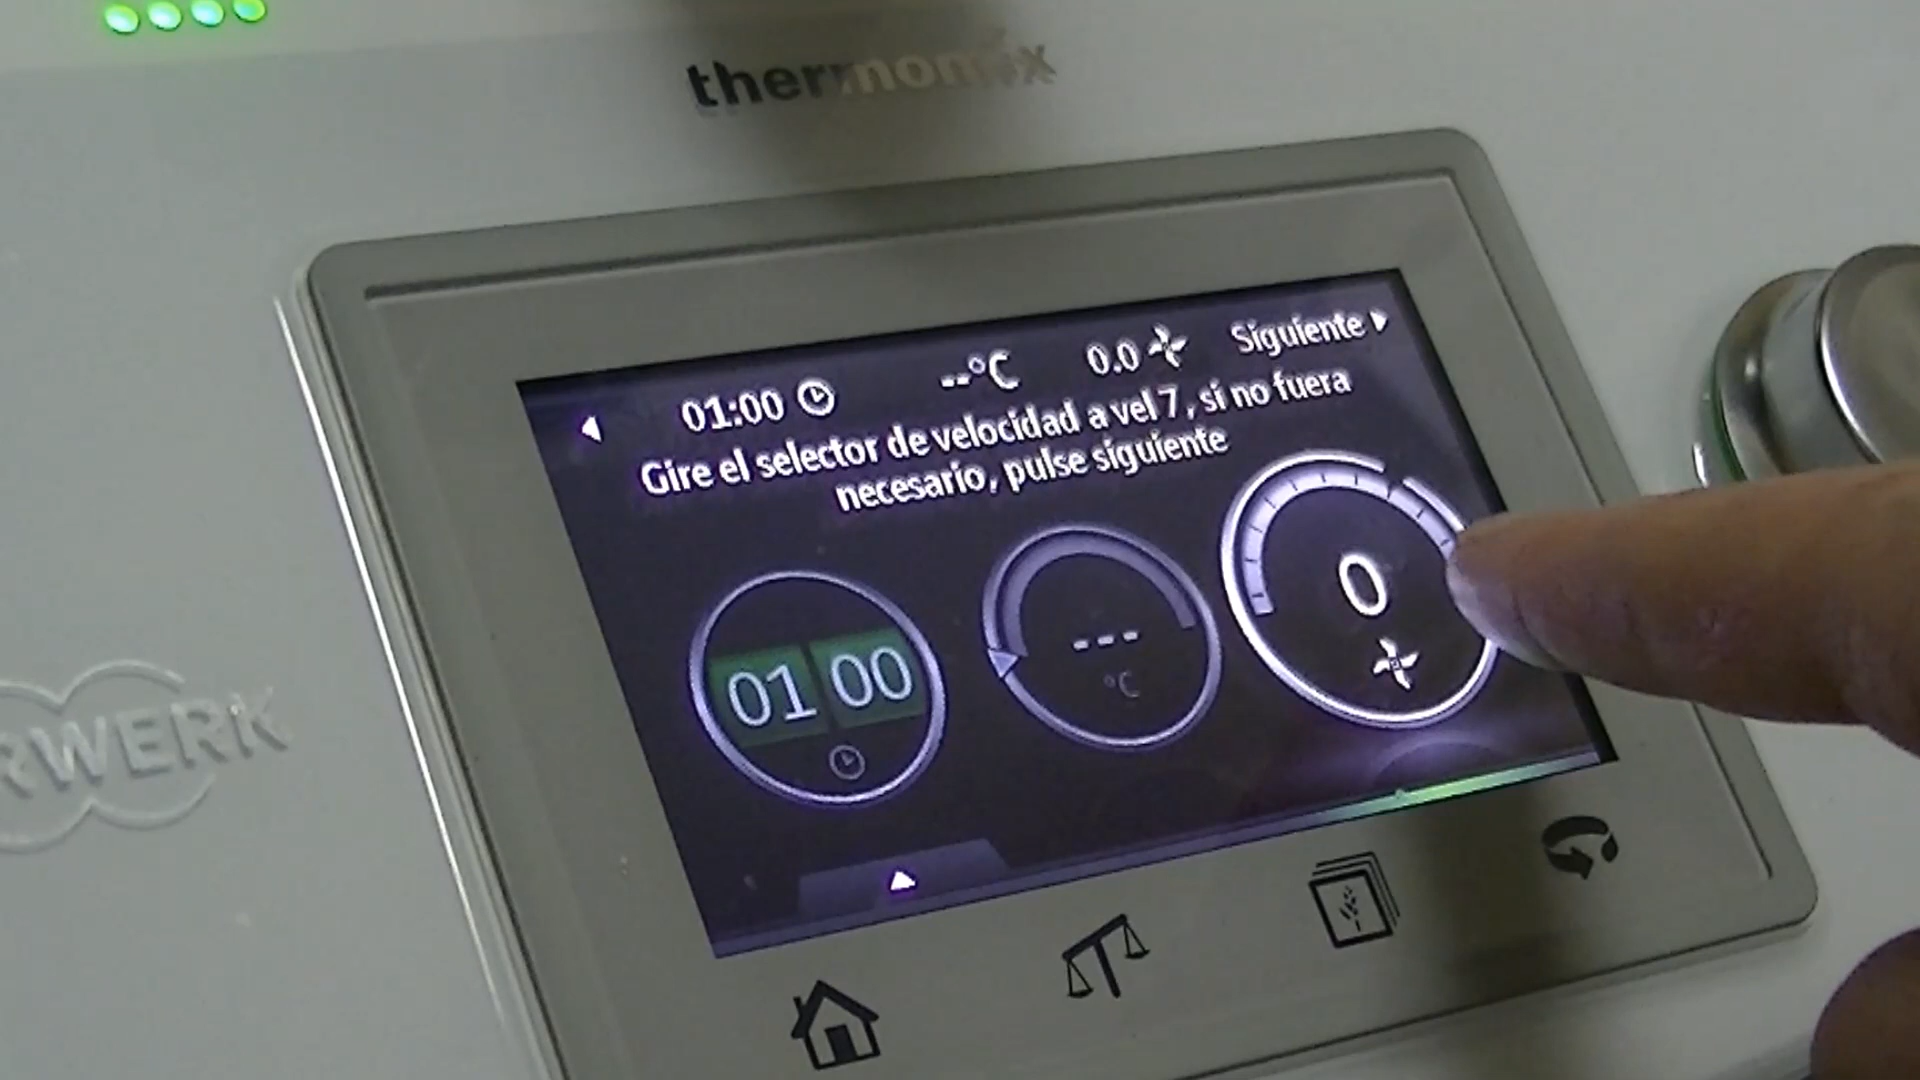 thermomix
01:00 --°C 0.0 Siguiente
Gire el selector de velocidad a vel 7, si no fuera
necesario, pulse siguiente
01 00
---
°C
0
RWERK